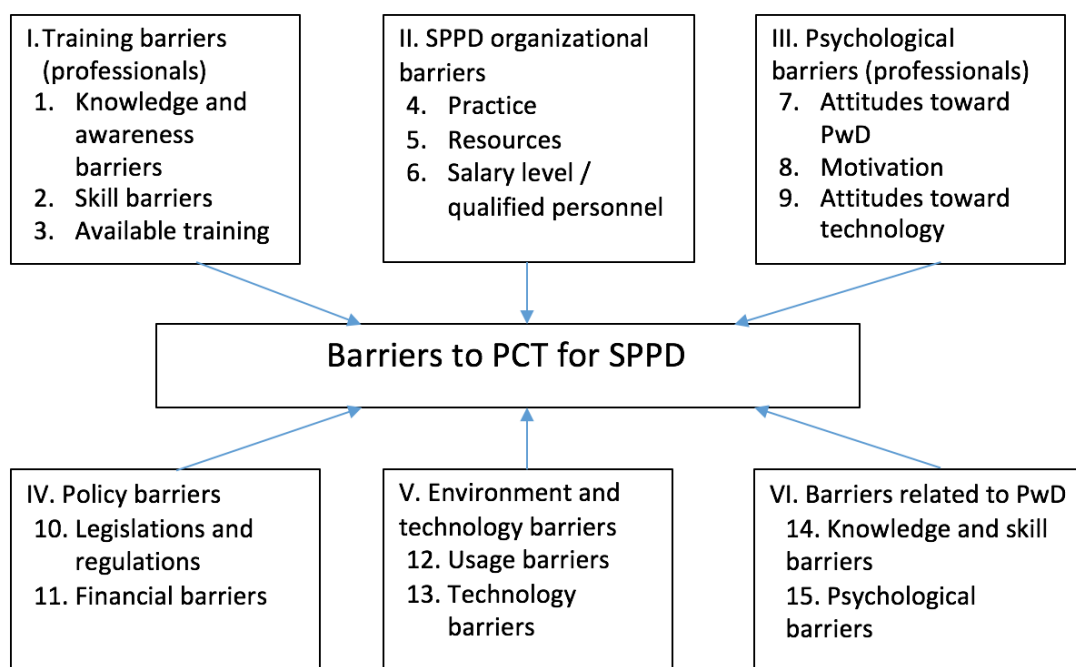 I. Training barriers
(professionals)
1. Knowledge and
awareness
barriers
2. Skill barriers
3. Available training
II. SPPD organizational
barriers
4. Practice
5. Resources
6. Salary level /
qualified personnel
III. Psychological
barriers (professionals)
7. Attitudes toward
PwD
8. Motivation
9. Attitudes toward
technology
Barriers to PCT for SPPD
IV. Policy barriers
10. Legislations and
regulations
11. Financial barriers
V. Environment and
technology barriers
12. Usage barriers
13. Technology
barriers
VI. Barriers related to PwD
14. Knowledge and skill
barriers
15. Psychological
barriers